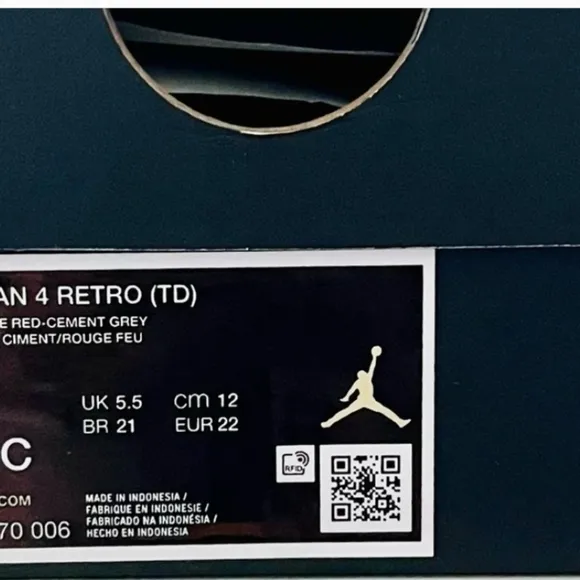 AN 4 RETRO (TD)
E RED-CEMENT GREY
CIMENT/ROUGE FEU
UK 5.5 cm 12
BR 21 EUR 22
C
RFID
.COM
70 006
MADE IN INDONESIA /
FABRIQUE EN INDONESIE /
FABRICADO NA INDONÉSIA /
HECHO EN INDONESIA